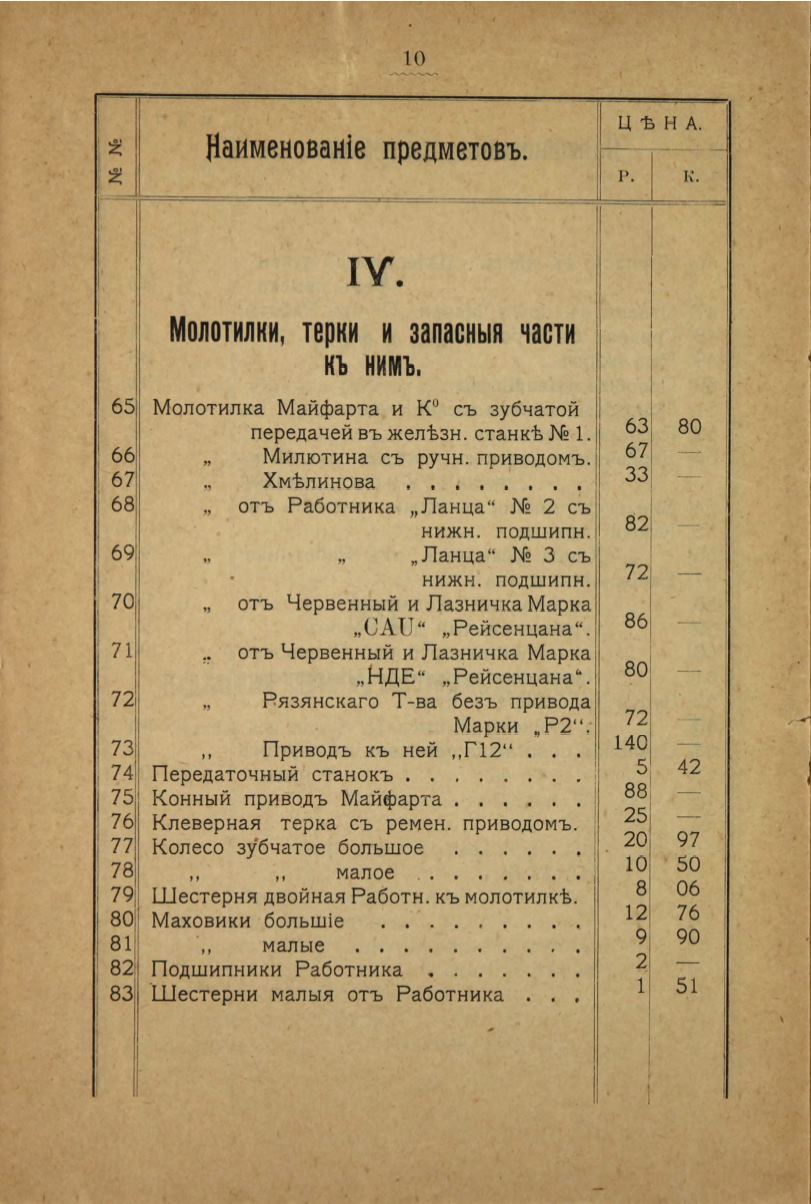 10
№ №
Наименованіе предметовъ.
ЦѢНА.
Р.
К.
IV.
Молотилки, терки и запасныя части
къ нимъ.
65 Молотилка Майфарта и К⁰ съ зубчатой
передачей въ желѣзн. станкѣ № 1. 63 80
66 „ Милютина съ ручн. приводомъ. 67 —
67 „ Хмѣлинова . . . . . . . . 33 —
68 „ отъ Работника „Ланца“ № 2 съ
нижн. подшипн. 82 —
69 „ „ „Ланца“ № 3 съ
нижн. подшипн. 72 —
70 „ отъ Червенный и Лазничка Марка
„CAU“ „Рейсенцана“. 86 —
71 „ отъ Червенный и Лазничка Марка
„НДЕ“ „Рейсенцана“. 80 —
72 „ Рязянскаго Т-ва безъ привода
Марки „Р2“. 72 —
73 „ Приводъ къ ней „Г12“ . . . 140 —
74 Передаточный станокъ . . . . . . . . 5 42
75 Конный приводъ Майфарта . . . . . . 88 —
76 Клеверная терка съ ремен. приводомъ. 25 —
77 Колесо зубчатое большое . . . . . . 20 97
78 „ „ малое . . . . . . . 10 50
79 Шестерня двойная Работн. къ молотилкѣ. 8 06
80 Маховики большіе . . . . . . . . . 12 76
81 „ малые . . . . . . . . . . 9 90
82 Подшипники Работника . . . . . . . 2 —
83 Шестерни малыя отъ Работника . . . 1 51